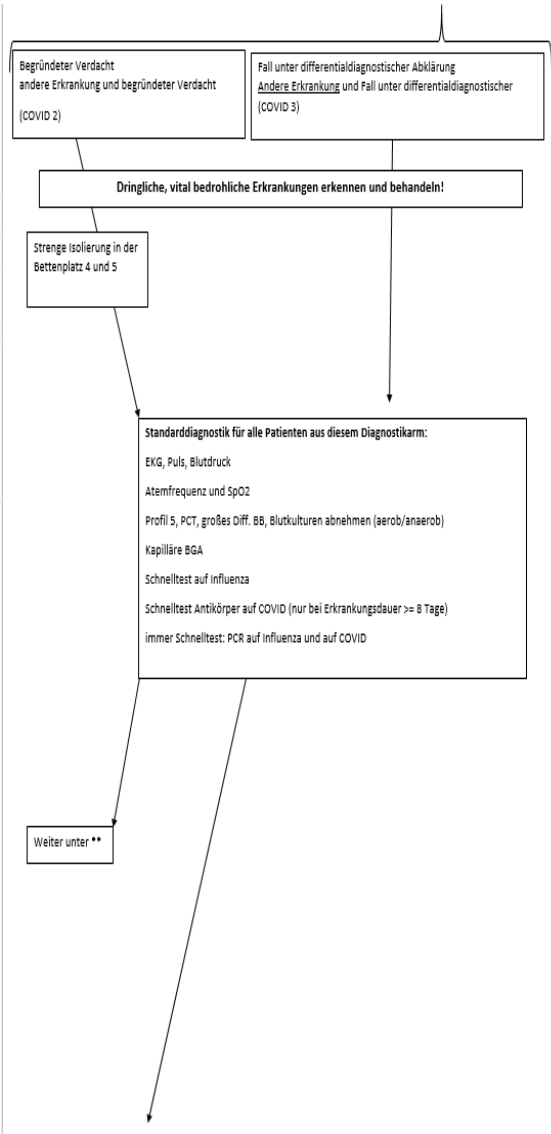 Begründeter Verdacht
andere Erkrankung und begründeter Verdacht
(COVID 2)
Fall unter differentialdiagnostischer Abklärung
Andere Erkrankung und Fall unter differentialdiagnostischer
(COVID 3)
Dringliche, vital bedrohliche Erkrankungen erkennen und behandeln!
Strenge Isolierung in der
Bettenplatz 4 und 5
Standarddiagnostik für alle Patienten aus diesem Diagnostikarm:
EKG, Puls, Blutdruck
Atemfrequenz und SpO2
Profil 5, PCT, großes Diff. BB, Blutkulturen abnehmen (aerob/anaerob)
Kapilläre BGA
Schnelltest auf Influenza
Schnelltest Antikörper auf COVID (nur bei Erkrankungsdauer >= 8 Tage)
immer Schnelltest: PCR auf Influenza und auf COVID
Weiter unter **